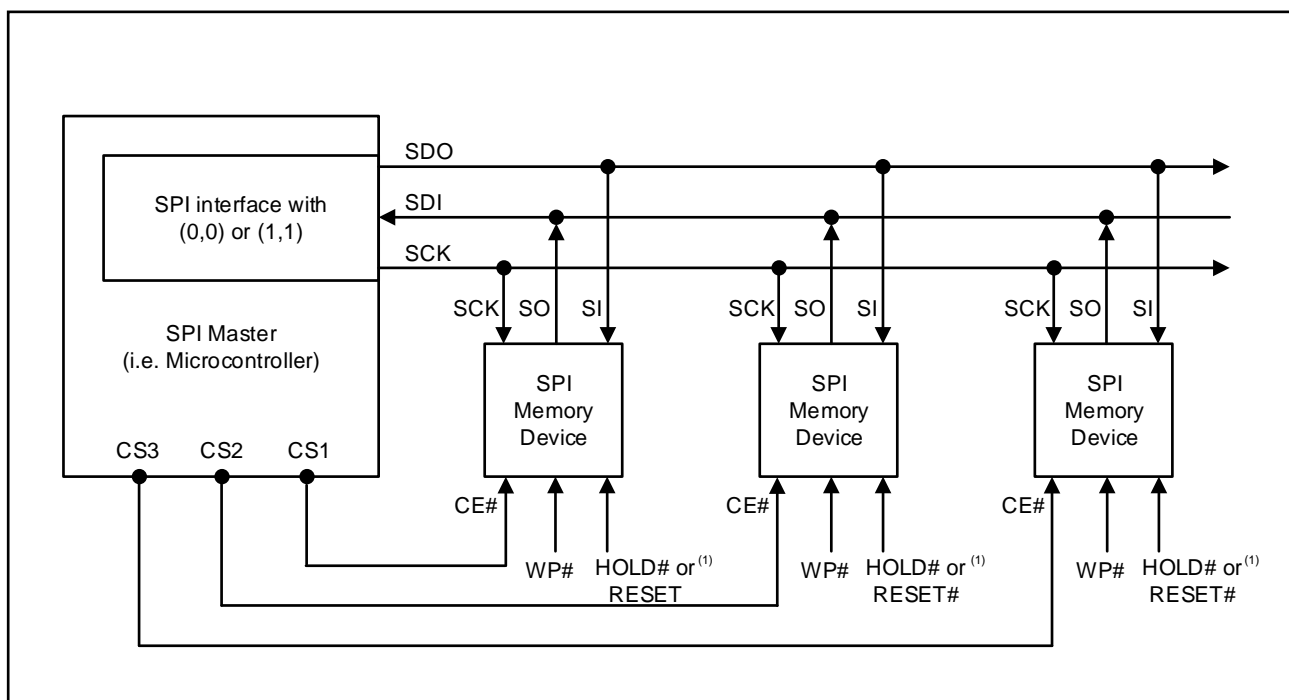 SDO
SPI interface with
(0,0) or (1,1)
SDI
SCK
SPI Master
(i.e. Microcontroller)
CS3 CS2 CS1
SCK SO SI
SPI
Memory
Device
CE#
WP#
HOLD# or (1)
RESET
SCK SO SI
SPI
Memory
Device
CE#
WP#
HOLD# or (1)
RESET#
SCK SO SI
SPI
Memory
Device
CE#
WP#
HOLD# or (1)
RESET#